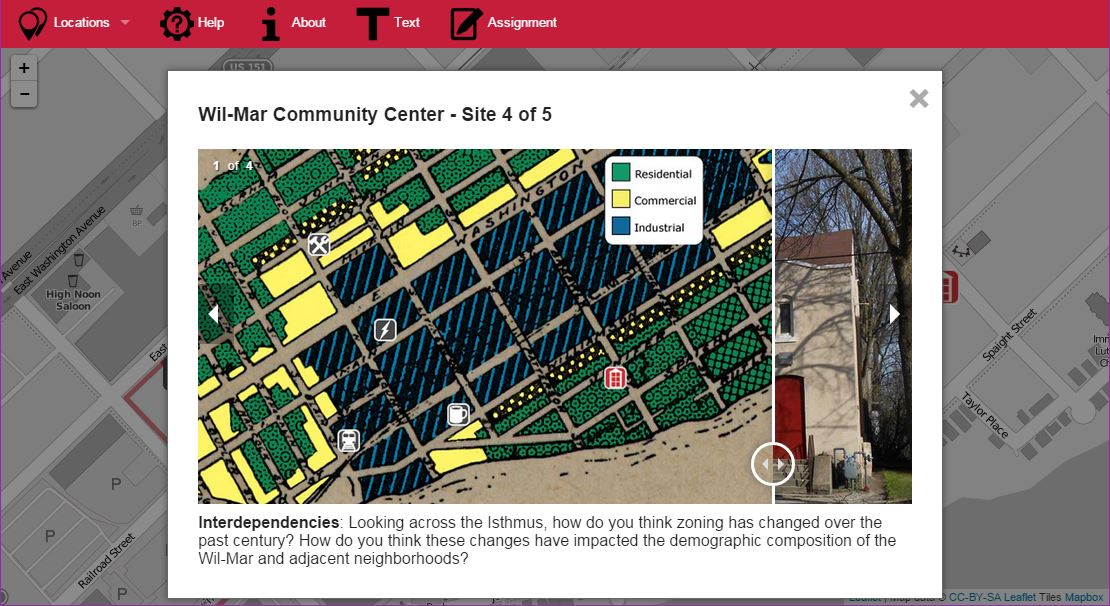 Locations
Help
About
Text
Assignment
+
−
US 151
Wil-Mar Community Center - Site 4 of 5
1 of 4
Residential
Commercial
Industrial
WASHINGTON
East Washington Avenue
Avenue
BP
High Noon
Saloon
East
P
P
P
Railroad Street
Spaight Street
Taylor Place
Interdependencies: Looking across the Isthmus, how do you think zoning has changed over the
past century? How do you think these changes have impacted the demographic composition of the
Wil-Mar and adjacent neighborhoods?
Leaflet | Map data © CC-BY-SA Leaflet Tiles Mapbox